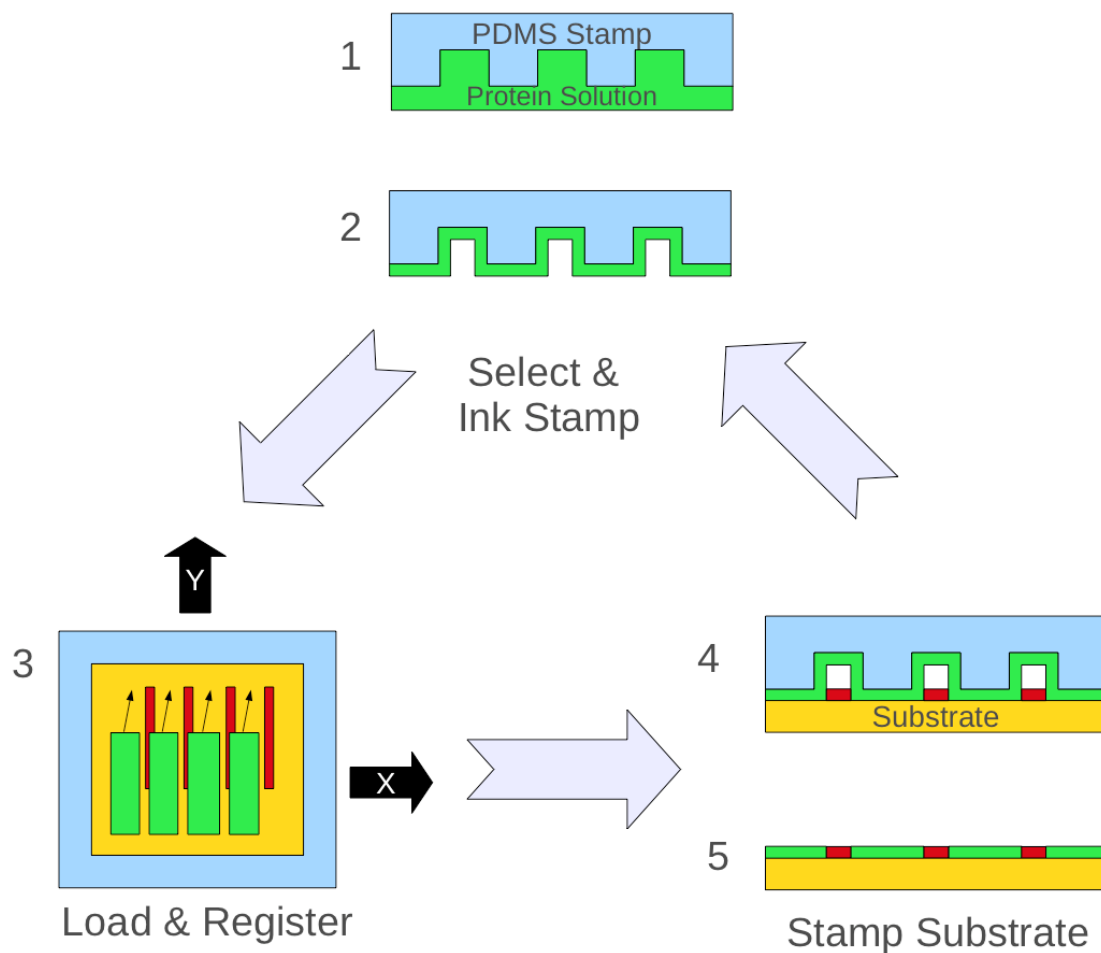 1
PDMS Stamp
Protein Solution
2
Select &
Ink Stamp
Y
3
X
Load & Register
4
Substrate
5
Stamp Substrate